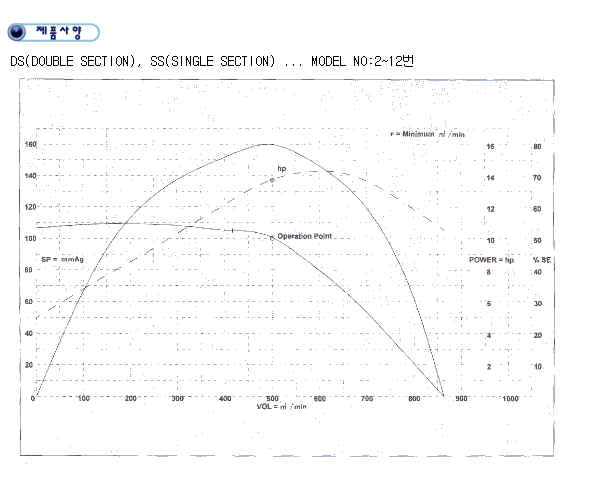 제품사양
DS(DOUBLE SECTION), SS(SINGLE SECTION) ... MODEL NO:2~12번
= Minimum ㎥/min
160 16 80
hp
140 14 70
120 12 60
100 Operation Point 10 50
SP = mmAg POWER = hp % SE
80 8 40
60 6 30
40 4 20
20 2 10
0 100 200 300 400 500 600 700 800 900 1000
VOL = ㎥/min